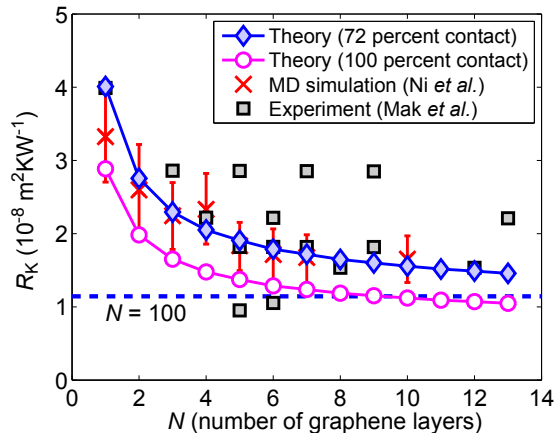 Theory (72 percent contact)
Theory (100 percent contact)
MD simulation (Ni et al.)
Experiment (Mak et al.)
5
4
3
2
1
0
R_K (10⁻⁸ m²KW⁻¹)
N = 100
0 2 4 6 8 10 12 14
N (number of graphene layers)